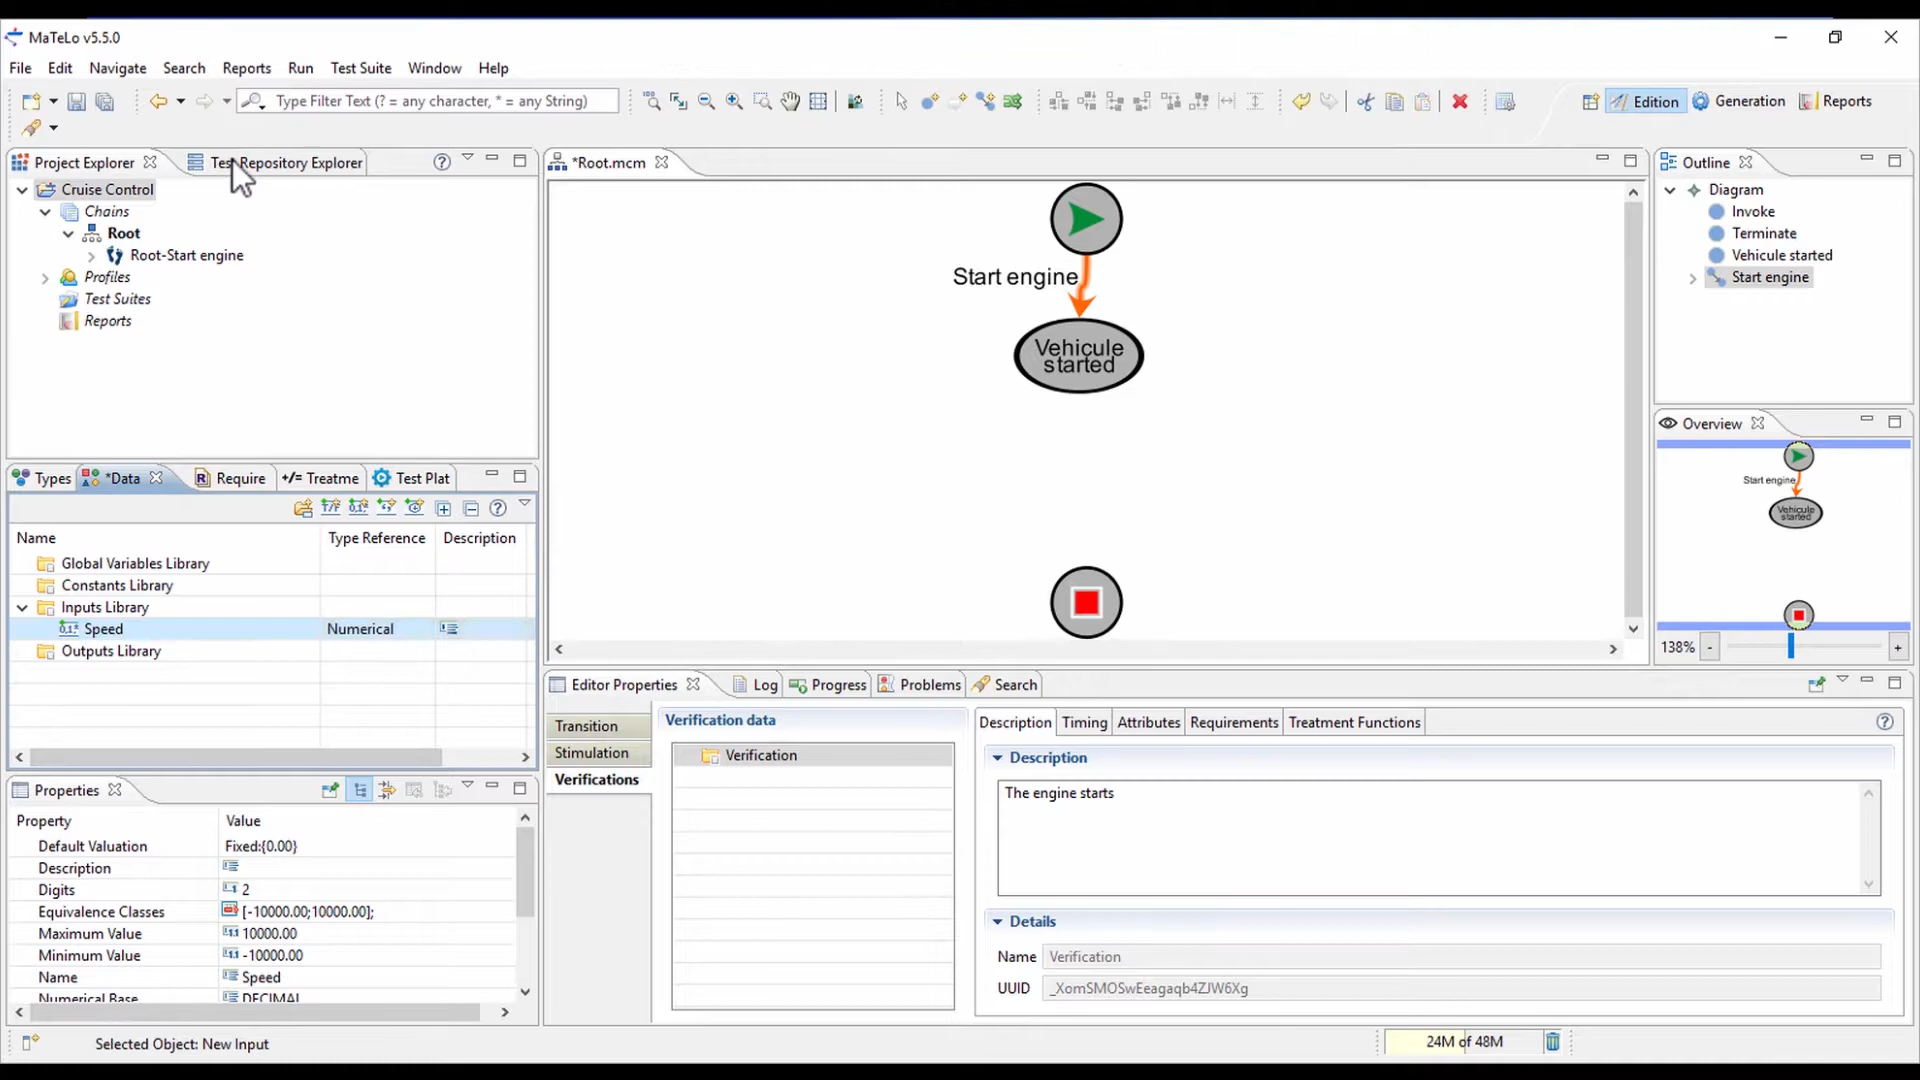 MaTeLo v5.5.0
File Edit Navigate Search Reports Run Test Suite Window Help
Type Filter Text (? = any character, * = any String)
Edition Generation Reports
Project Explorer
Test Repository Explorer
Cruise Control
Chains
Root
Root-Start engine
Profiles
Test Suites
Reports
*Root.mcm
Start engine
Vehicule
started
Outline
Diagram
Invoke
Terminate
Vehicule started
Start engine
Overview
Start engine
Vehicule
started
138% - +
Types *Data Require +/= Treatme Test Plat
Name Type Reference Description
Global Variables Library
Constants Library
Inputs Library
Speed Numerical
Outputs Library
Properties
Property Value
Default Valuation Fixed:{0.00}
Description
Digits 2
Equivalence Classes [-10000.00;10000.00];
Maximum Value 10000.00
Minimum Value -10000.00
Name Speed
Numerical Base DECIMAL
Editor Properties Log Progress Problems Search
Transition
Stimulation
Verifications
Verification data
Verification
Description Timing Attributes Requirements Treatment Functions
Description
The engine starts
Details
Name Verification
UUID _XomSMOSwEeagaqb4ZJW6Xg
Selected Object: New Input
24M of 48M